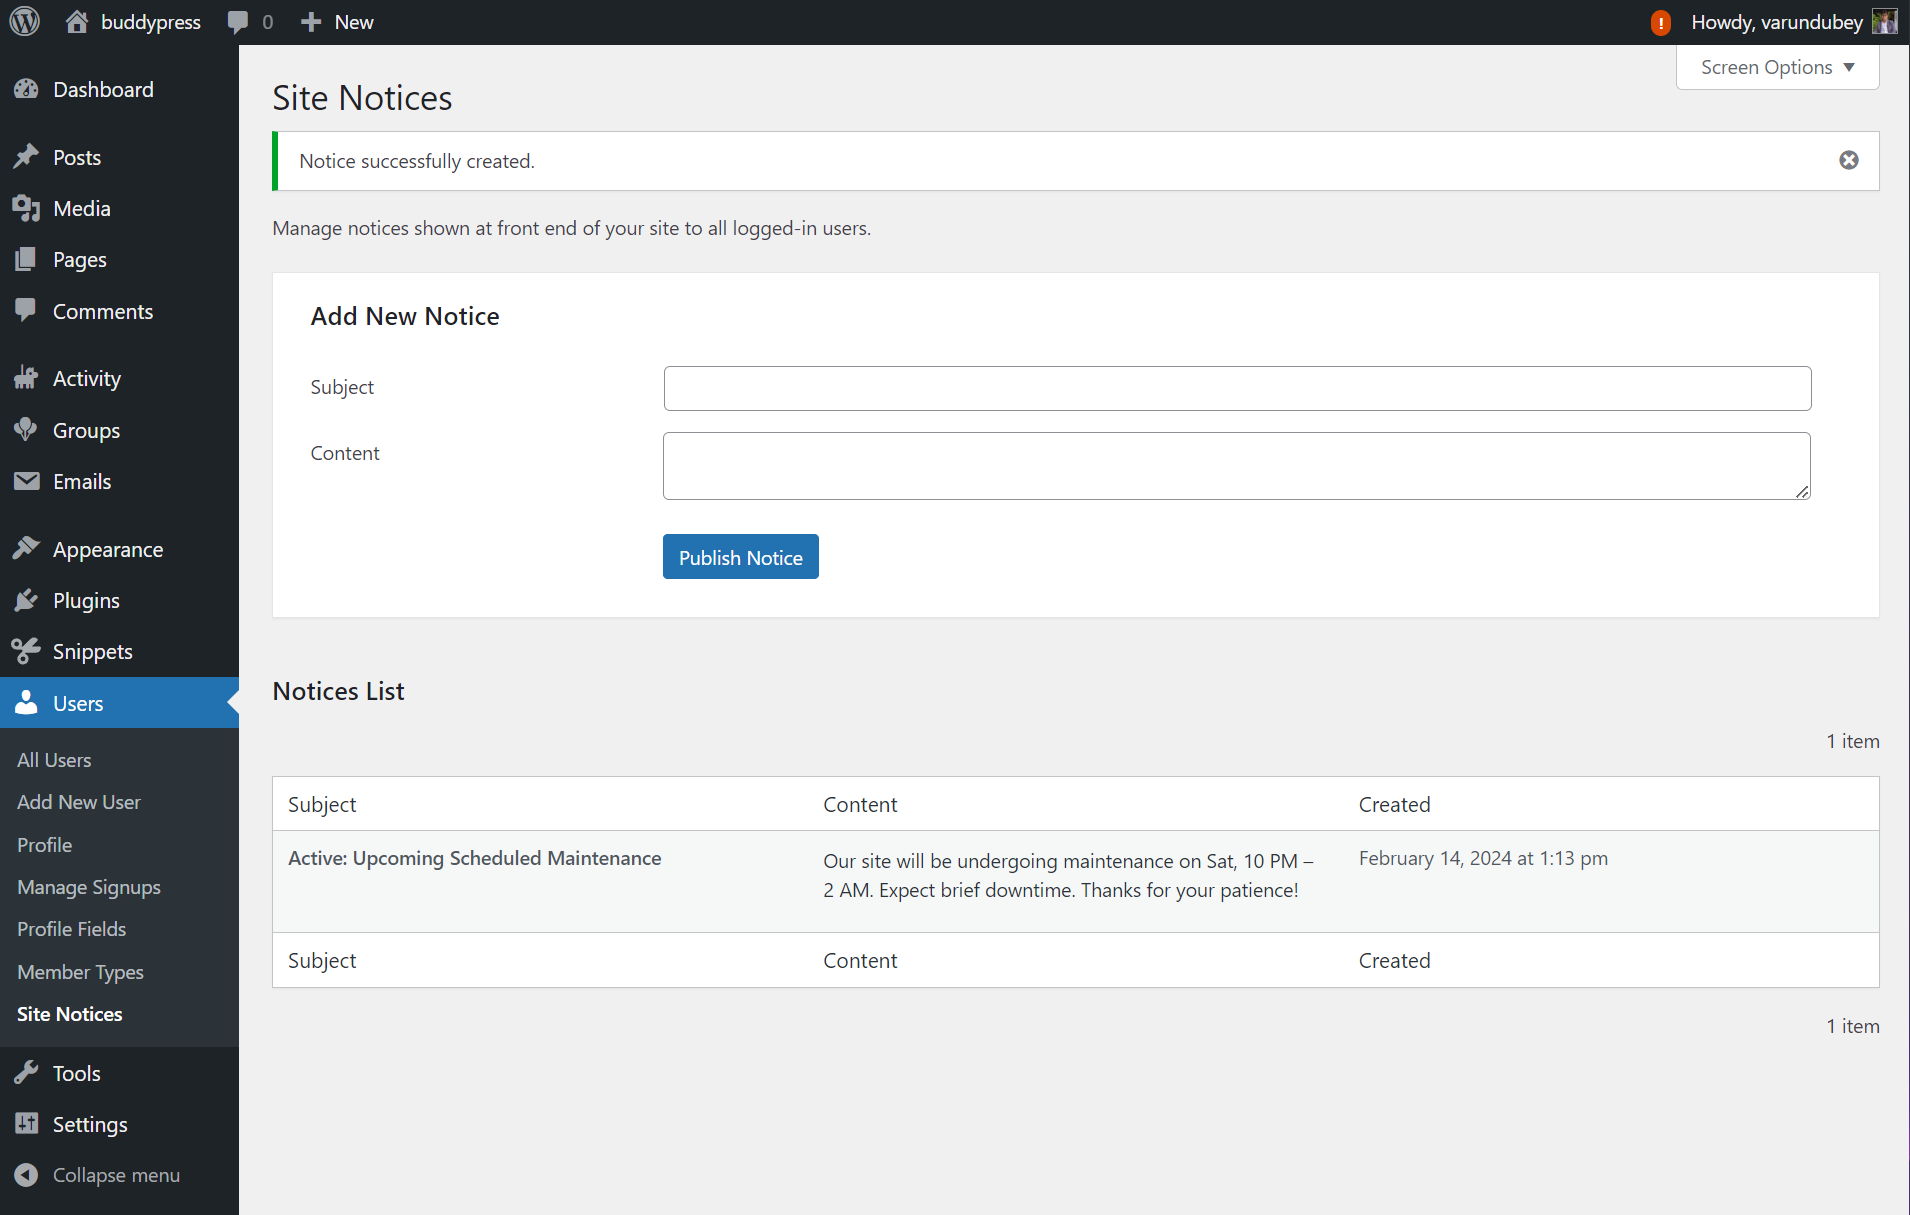 buddypress
0
New
!
Howdy, varundubey
Screen Options
Dashboard
Posts
Media
Pages
Comments
Activity
Groups
Emails
Appearance
Plugins
Snippets
Users
All Users
Add New User
Profile
Manage Signups
Profile Fields
Member Types
Site Notices
Tools
Settings
Collapse menu
Site Notices
Notice successfully created.
Manage notices shown at front end of your site to all logged-in users.
Add New Notice
Subject
Content
Publish Notice
Notices List
1 item
Subject Content Created
Active: Upcoming Scheduled Maintenance
Our site will be undergoing maintenance on Sat, 10 PM –
2 AM. Expect brief downtime. Thanks for your patience!
February 14, 2024 at 1:13 pm
Subject Content Created
1 item